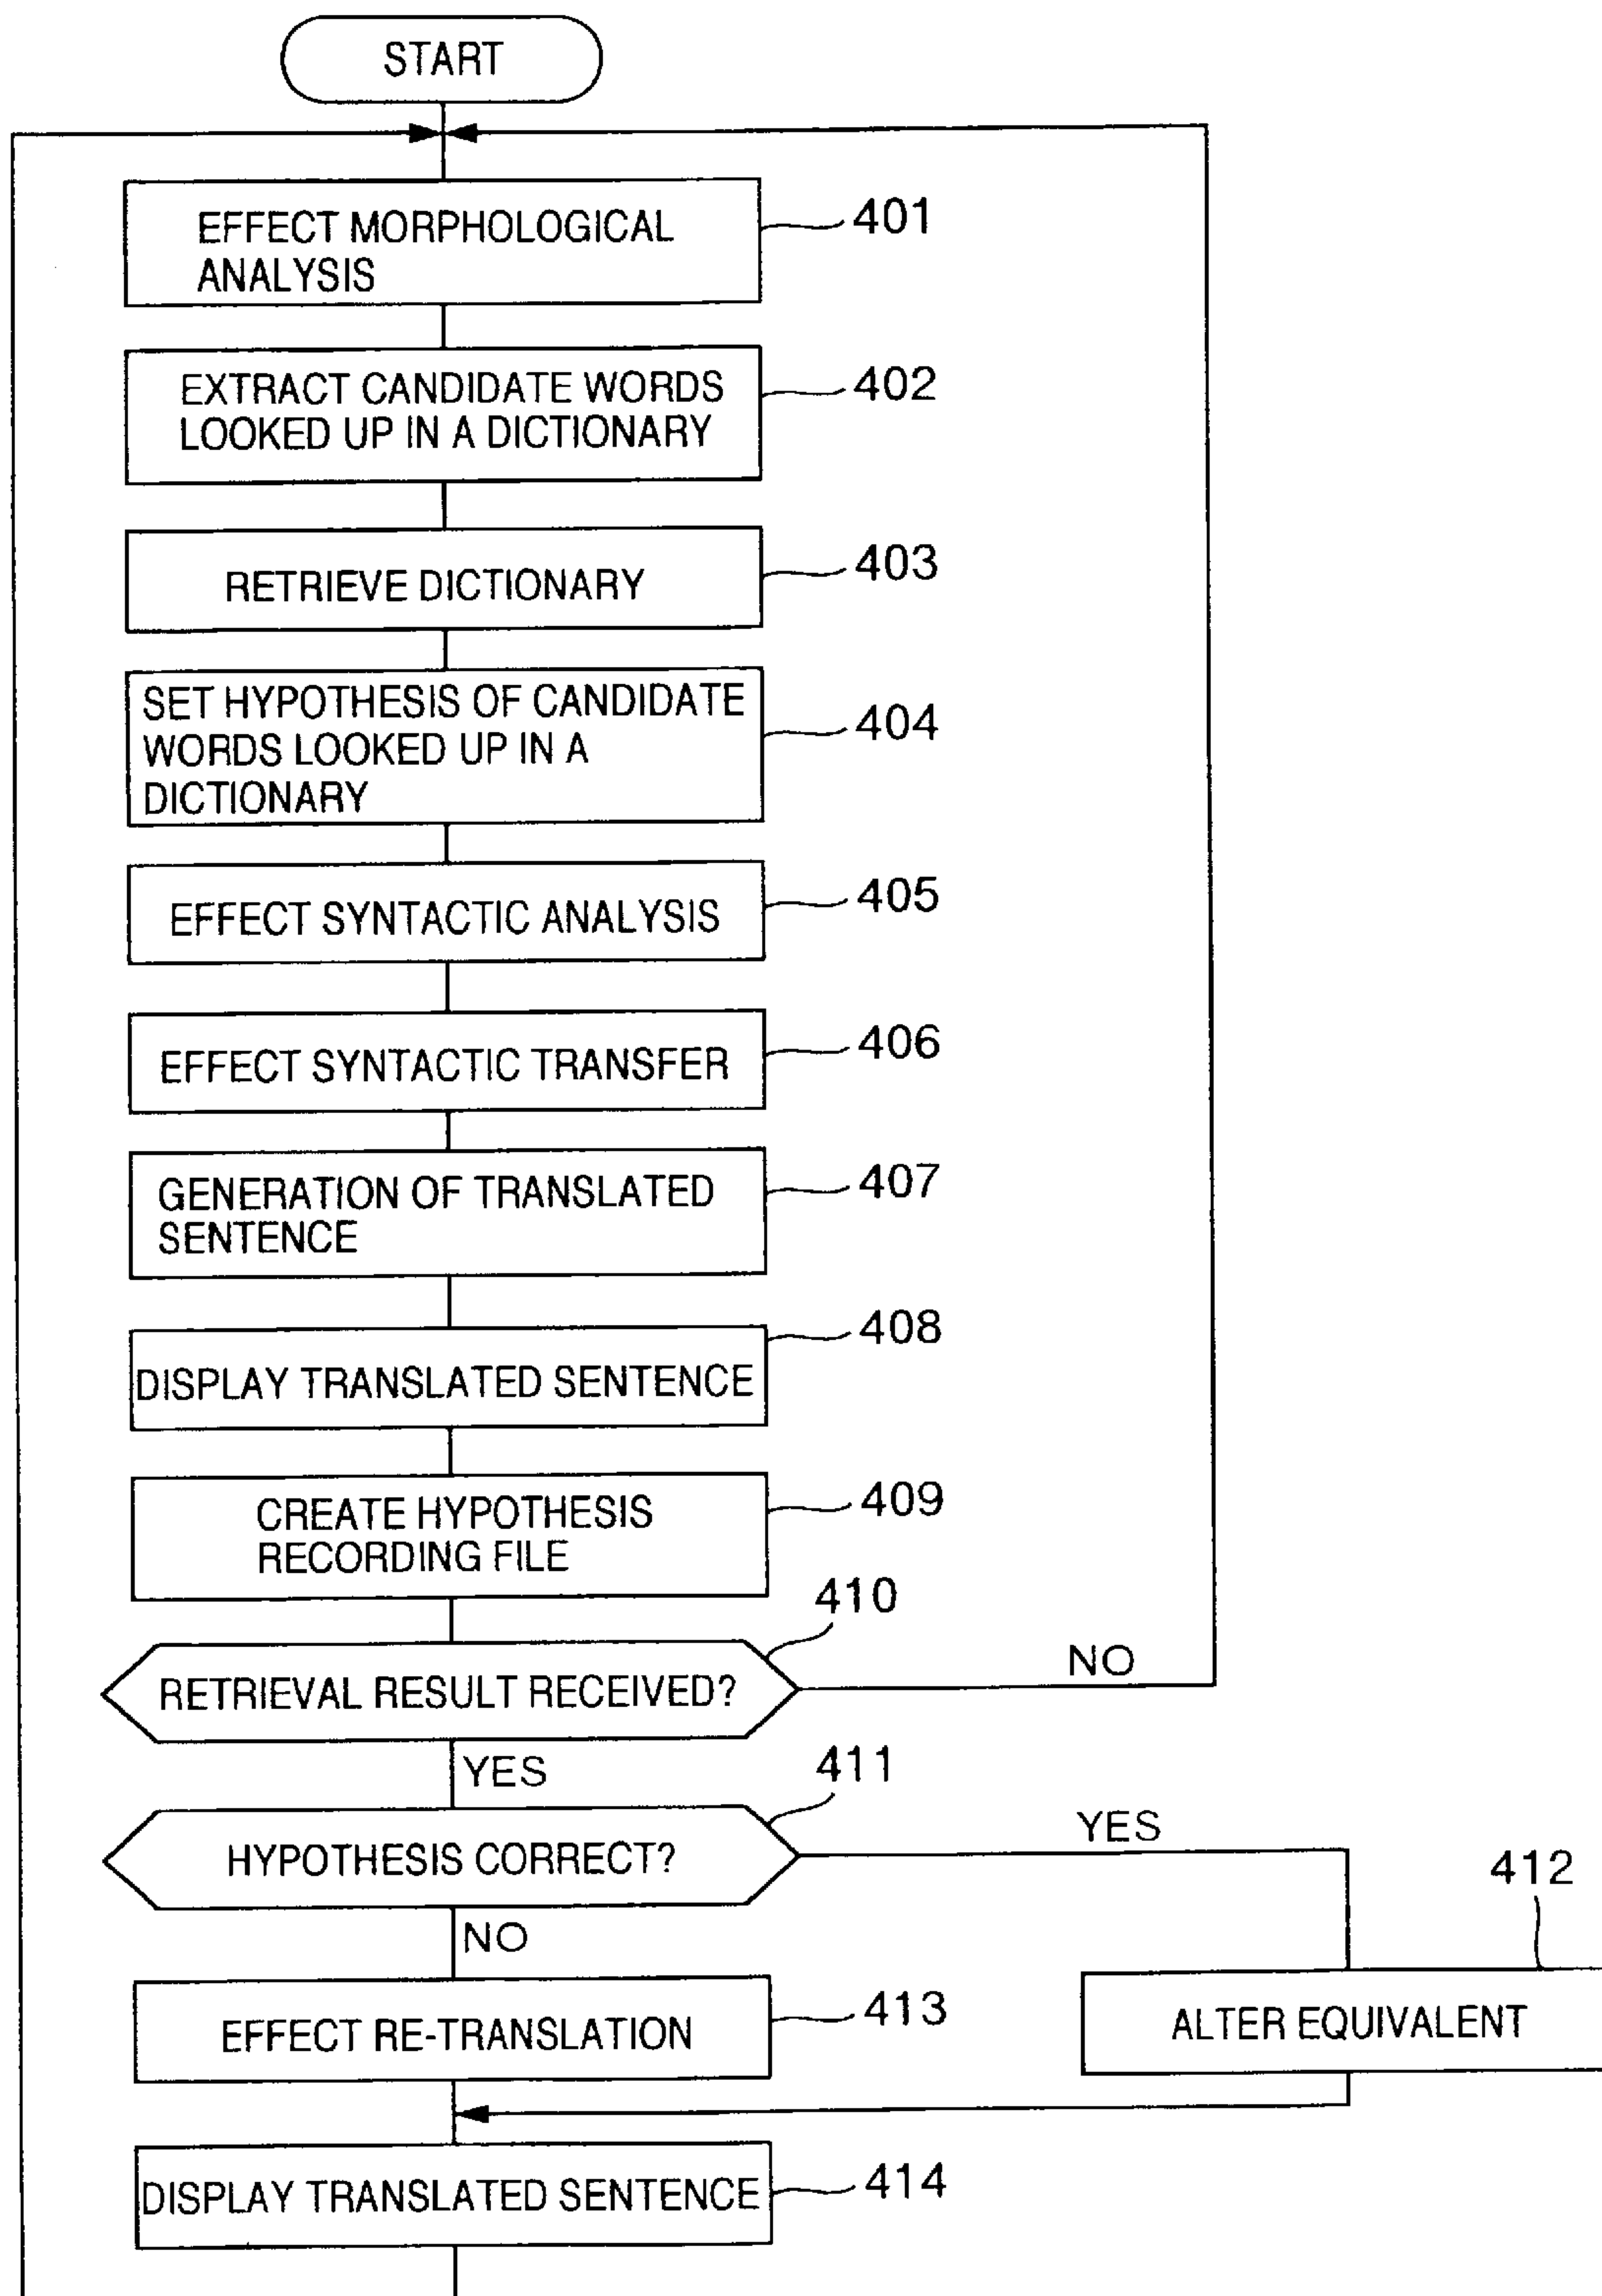 START
EFFECT MORPHOLOGICAL
ANALYSIS
401
EXTRACT CANDIDATE WORDS
LOOKED UP IN A DICTIONARY
402
RETRIEVE DICTIONARY
403
SET HYPOTHESIS OF CANDIDATE
WORDS LOOKED UP IN A
DICTIONARY
404
EFFECT SYNTACTIC ANALYSIS
405
EFFECT SYNTACTIC TRANSFER
406
GENERATION OF TRANSLATED
SENTENCE
407
DISPLAY TRANSLATED SENTENCE
408
CREATE HYPOTHESIS
RECORDING FILE
409
410
RETRIEVAL RESULT RECEIVED?
NO
YES
411
HYPOTHESIS CORRECT?
YES
NO
412
ALTER EQUIVALENT
EFFECT RE-TRANSLATION
413
DISPLAY TRANSLATED SENTENCE
414